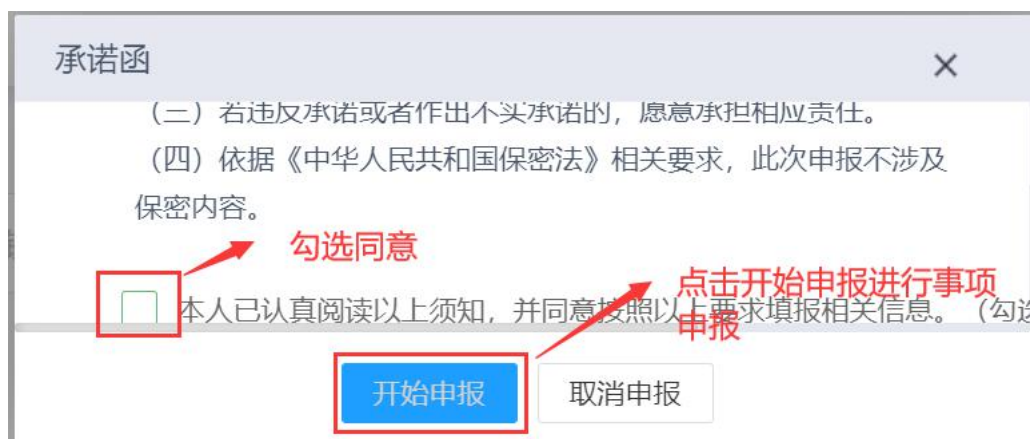 承诺函
（三）若违反承诺或者作出不实承诺的，愿意承担相应责任。
（四）依据《中华人民共和国保密法》相关要求，此次申报不涉及
保密内容。
勾选同意
点击开始申报进行事项
申报
本人已认真阅读以上须知，并同意按照以上要求填报相关信息。（勾选
开始申报
取消申报